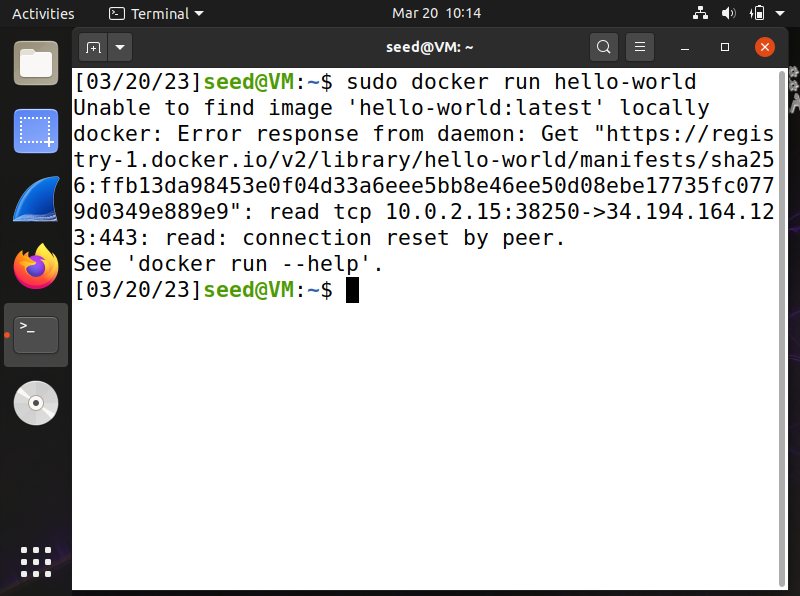 Activities
Terminal
Mar 20 10:14
seed@VM: ~
[03/20/23]seed@VM:~$ sudo docker run hello-world
Unable to find image 'hello-world:latest' locally
docker: Error response from daemon: Get "https://regis
try-1.docker.io/v2/library/hello-world/manifests/sha25
6:ffb13da98453e0f04d33a6eee5bb8e46ee50d08ebe17735fc077
9d0349e889e9": read tcp 10.0.2.15:38250->34.194.164.12
3:443: read: connection reset by peer.
See 'docker run --help'.
[03/20/23]seed@VM:~$